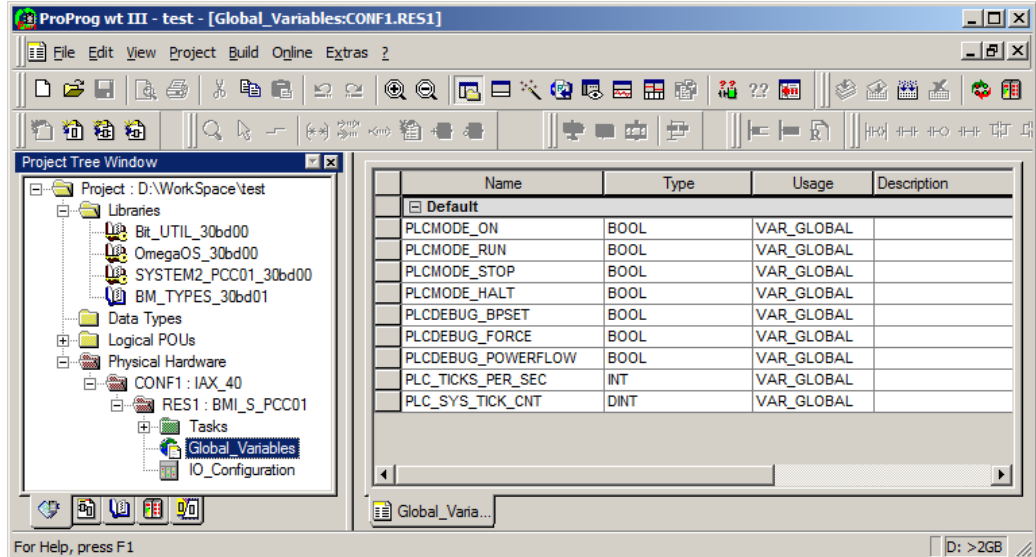 ProProg wt III - test - [Global_Variables:CONF1.RES1]
File Edit View Project Build Online Extras ?
Project Tree Window
Project : D:\WorkSpace\test
Libraries
Bit_UTIL_30bd00
OmegaOS_30bd00
SYSTEM2_PCC01_30bd00
BM_TYPES_30bd01
Data Types
Logical POUs
Physical Hardware
CONF1 : IAX_40
RES1 : BMI_S_PCC01
Tasks
Global_Variables
IO_Configuration
Name Type Usage Description
Default
PLCMODE_ON BOOL VAR_GLOBAL
PLCMODE_RUN BOOL VAR_GLOBAL
PLCMODE_STOP BOOL VAR_GLOBAL
PLCMODE_HALT BOOL VAR_GLOBAL
PLCDEBUG_BPSET BOOL VAR_GLOBAL
PLCDEBUG_FORCE BOOL VAR_GLOBAL
PLCDEBUG_POWERFLOW BOOL VAR_GLOBAL
PLC_TICKS_PER_SEC INT VAR_GLOBAL
PLC_SYS_TICK_CNT DINT VAR_GLOBAL
Global_Varia...
For Help, press F1
D: >2GB